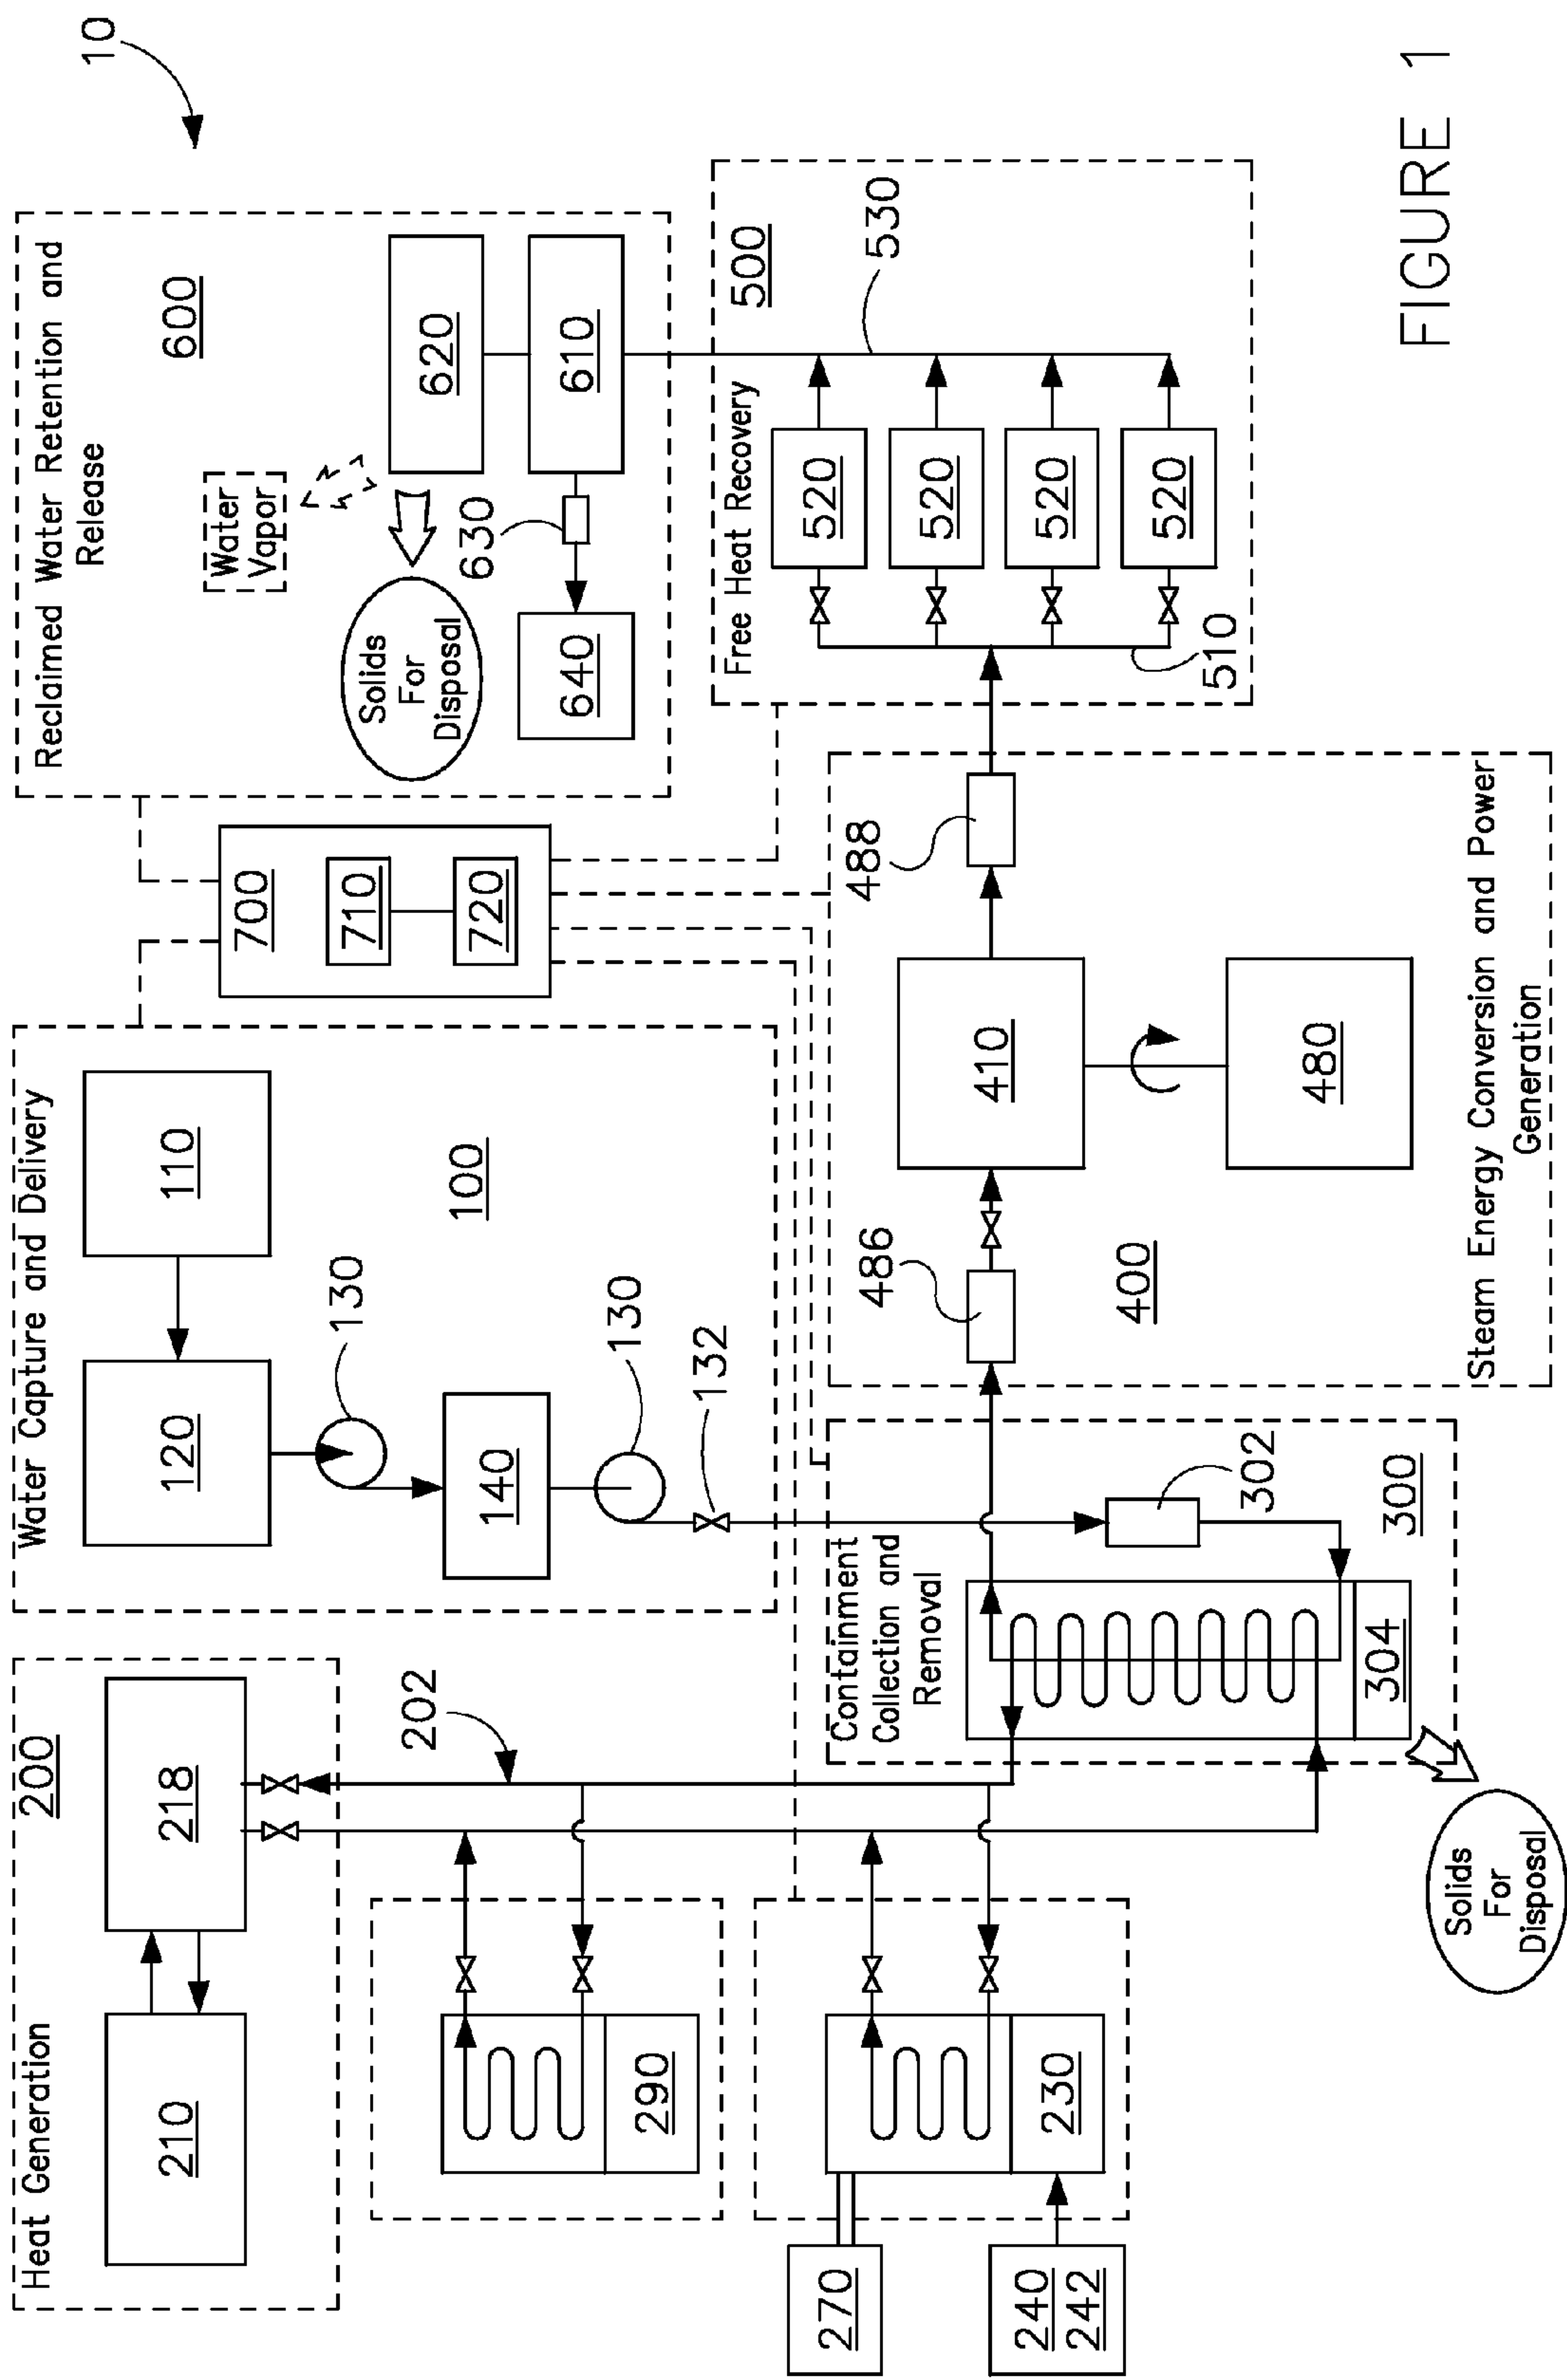 10
Heat Generation
200
210
218
202
290
270
240
242
230
Water Capture and Delivery
110
120
130
140
130
132
100
Reclaimed Water Retention and
Release
600
Water
Vapor
620
610
Solids
For
Disposal
630
640
700
710
720
Containment
Collection and
Removal
302
304
300
Solids
For
Disposal
486
488
410
480
400
Steam Energy Conversion and Power
Generation
Free Heat Recovery
500
520
520
520
520
510
530
FIGURE 1